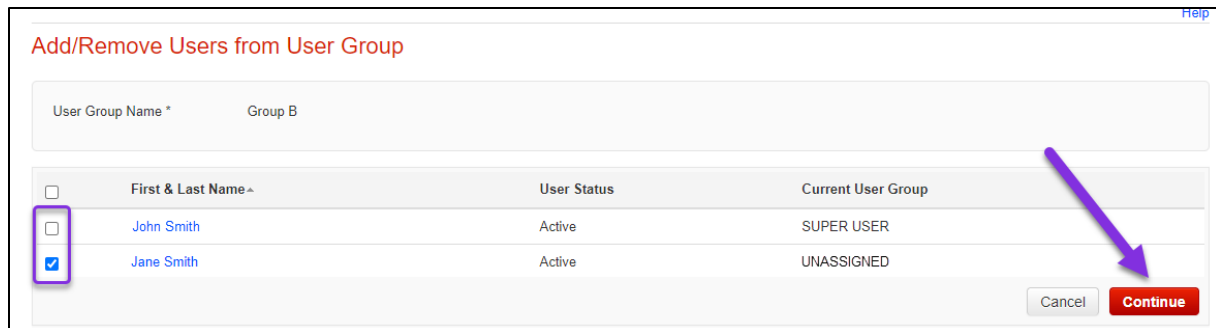 Help
Add/Remove Users from User Group
User Group Name * Group B
First & Last Name User Status Current User Group
John Smith Active SUPER USER
Jane Smith Active UNASSIGNED
Cancel Continue